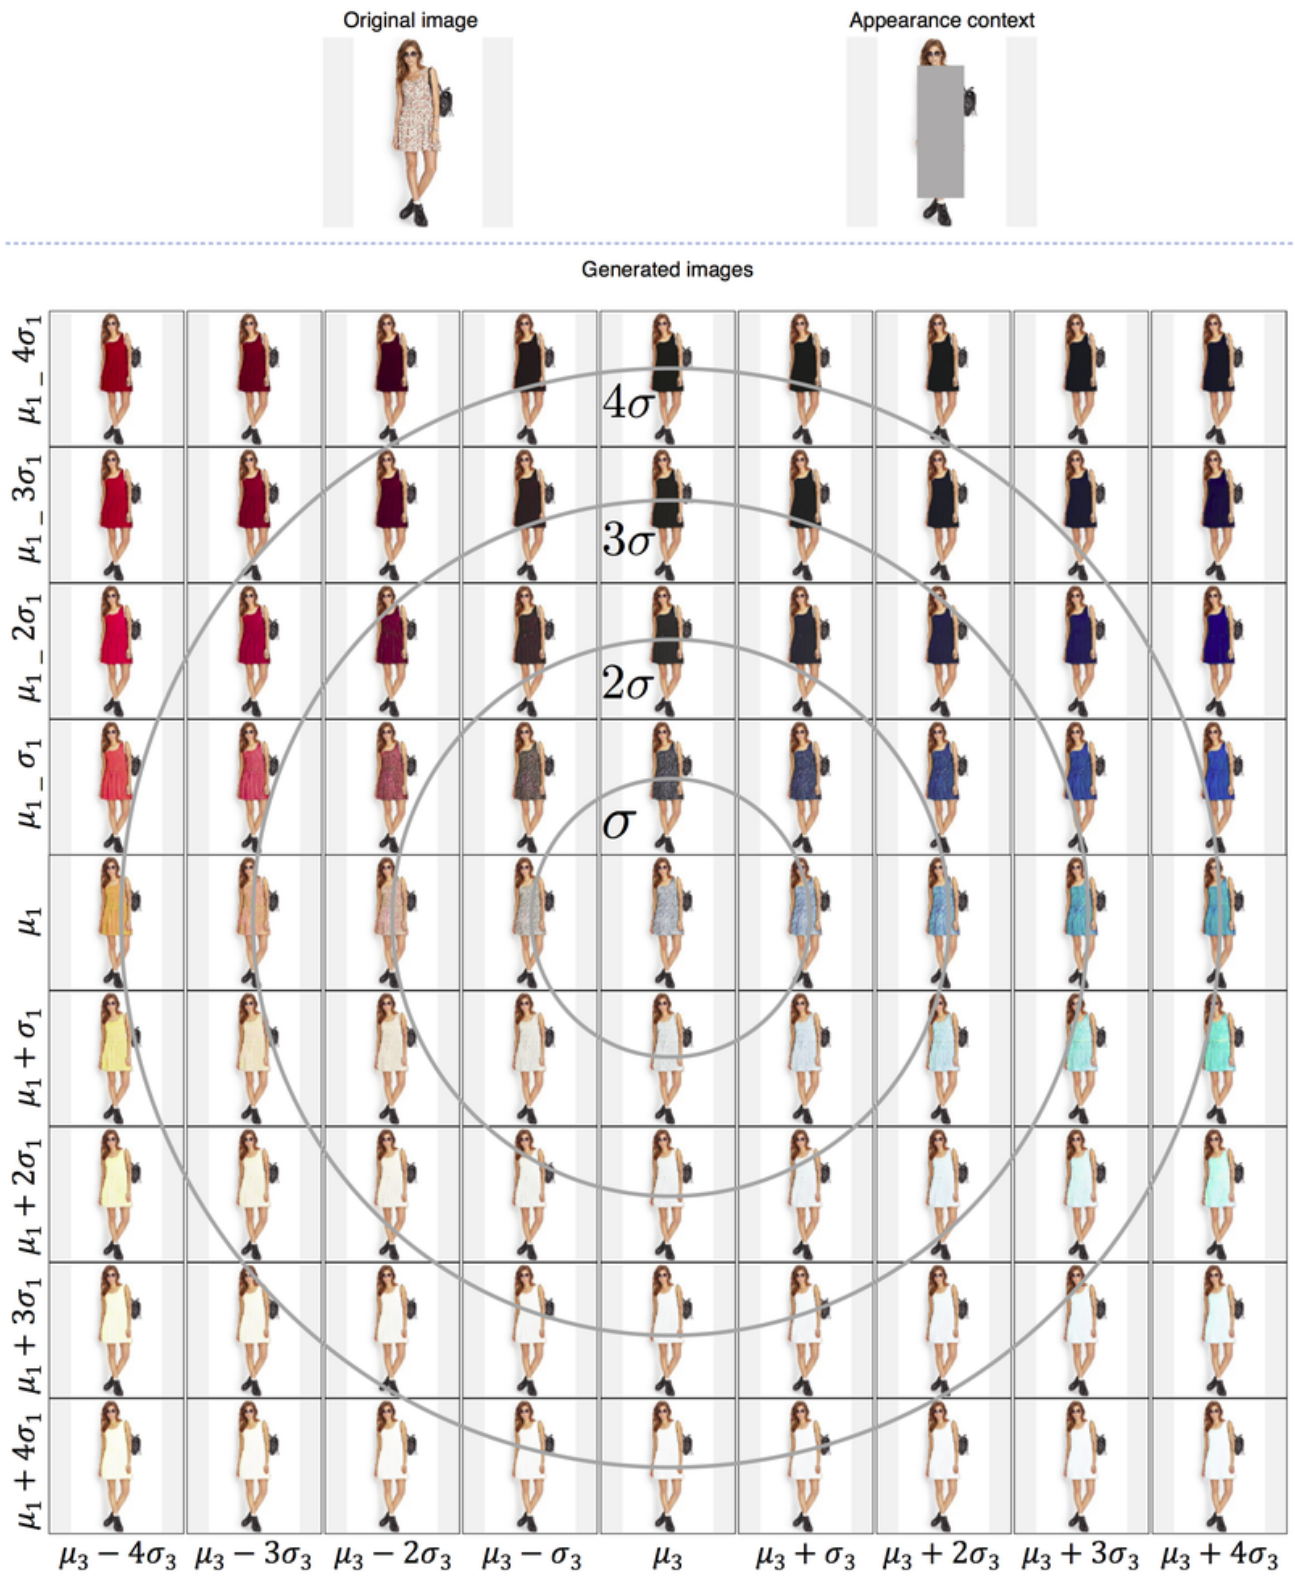 Original image
Appearance context
Generated images
μ₁ _ 4σ₁
4σ
μ₁ _ 3σ₁
3σ
μ₁ _ 2σ₁
2σ
μ₁ _ σ₁
σ
μ₁
μ₁ + σ₁
μ₁ + 2σ₁
μ₁ + 3σ₁
μ₁ + 4σ₁
μ₃ − 4σ₃
μ₃ − 3σ₃
μ₃ − 2σ₃
μ₃ − σ₃
μ₃
μ₃ + σ₃
μ₃ + 2σ₃
μ₃ + 3σ₃
μ₃ + 4σ₃